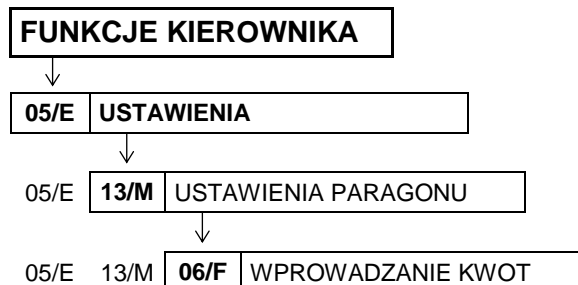 FUNKCJE KIEROWNIKA
05/E USTAWIENIA
05/E 13/M USTAWIENIA PARAGONU
05/E 13/M 06/F WPROWADZANIE KWOT